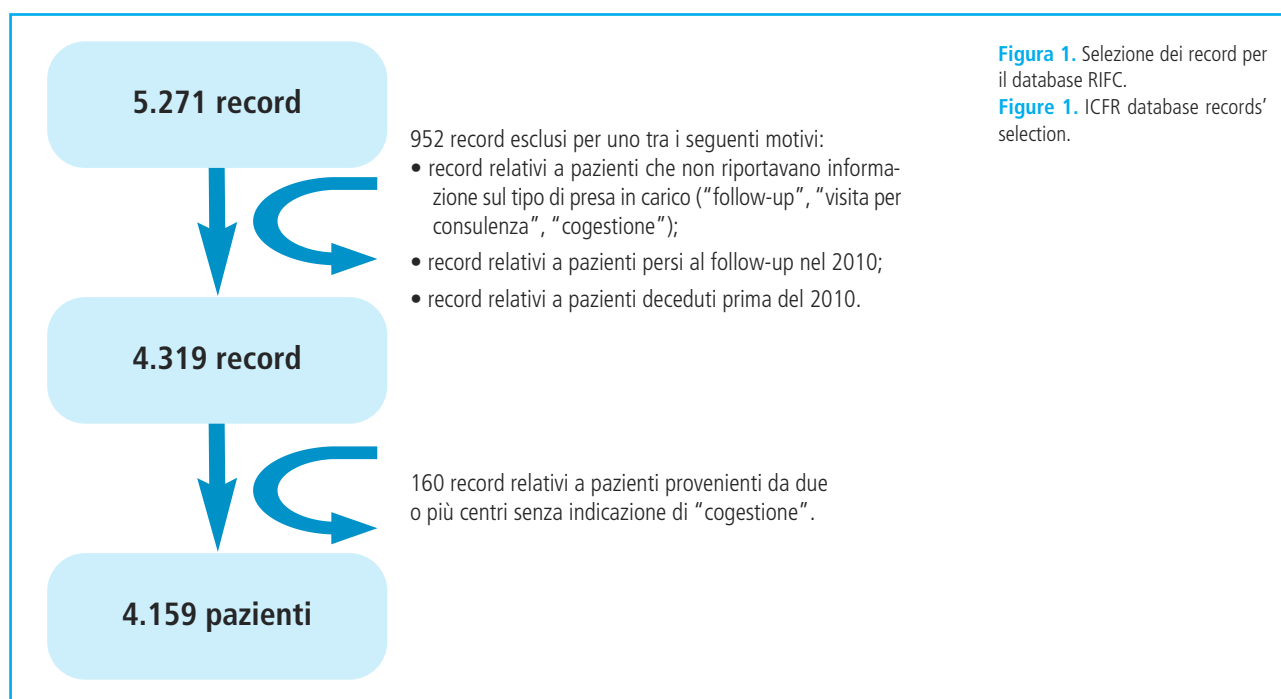 5.271 record
952 record esclusi per uno tra i seguenti motivi:
• record relativi a pazienti che non riportavano informa-
zione sul tipo di presa in carico (“follow-up”, “visita per
consulenza”, “cogestione”);
• record relativi a pazienti persi al follow-up nel 2010;
• record relativi a pazienti deceduti prima del 2010.
4.319 record
160 record relativi a pazienti provenienti da due
o più centri senza indicazione di “cogestione”.
4.159 pazienti
Figura 1. Selezione dei record per
il database RIFC.
Figure 1. ICFR database records’
selection.